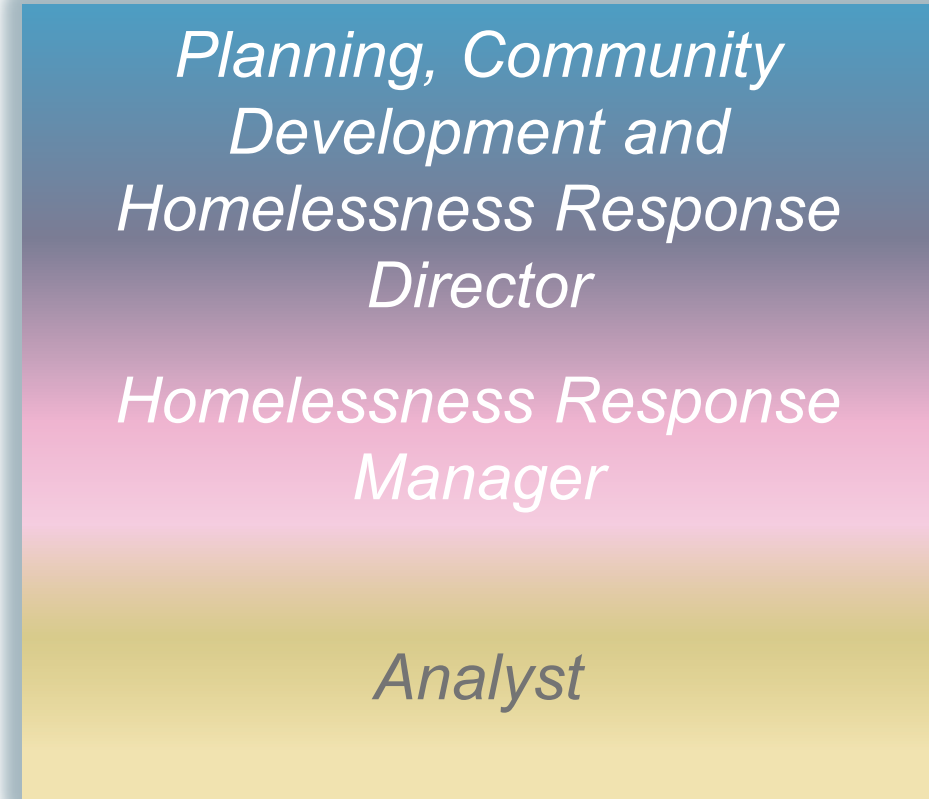 Planning, Community
Development and
Homelessness Response
Director
Homelessness Response
Manager
Analyst